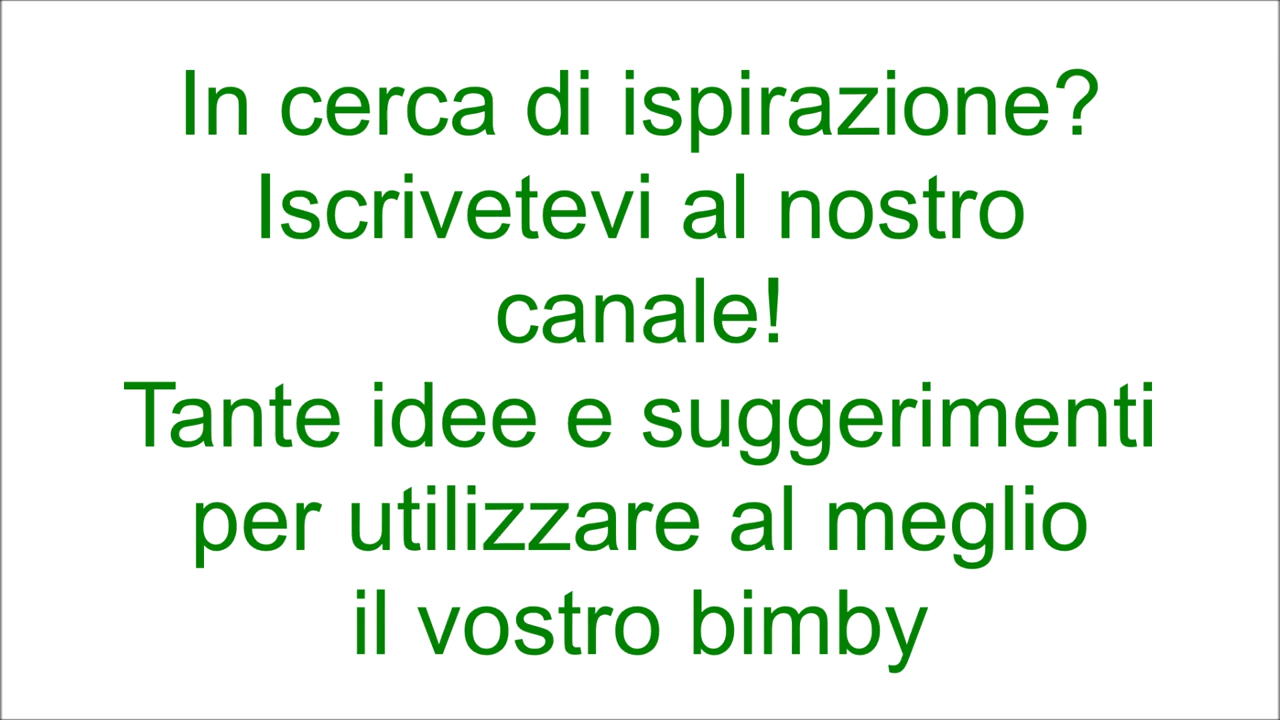 In cerca di ispirazione?
Iscrivetevi al nostro
canale!
Tante idee e suggerimenti
per utilizzare al meglio
il vostro bimby